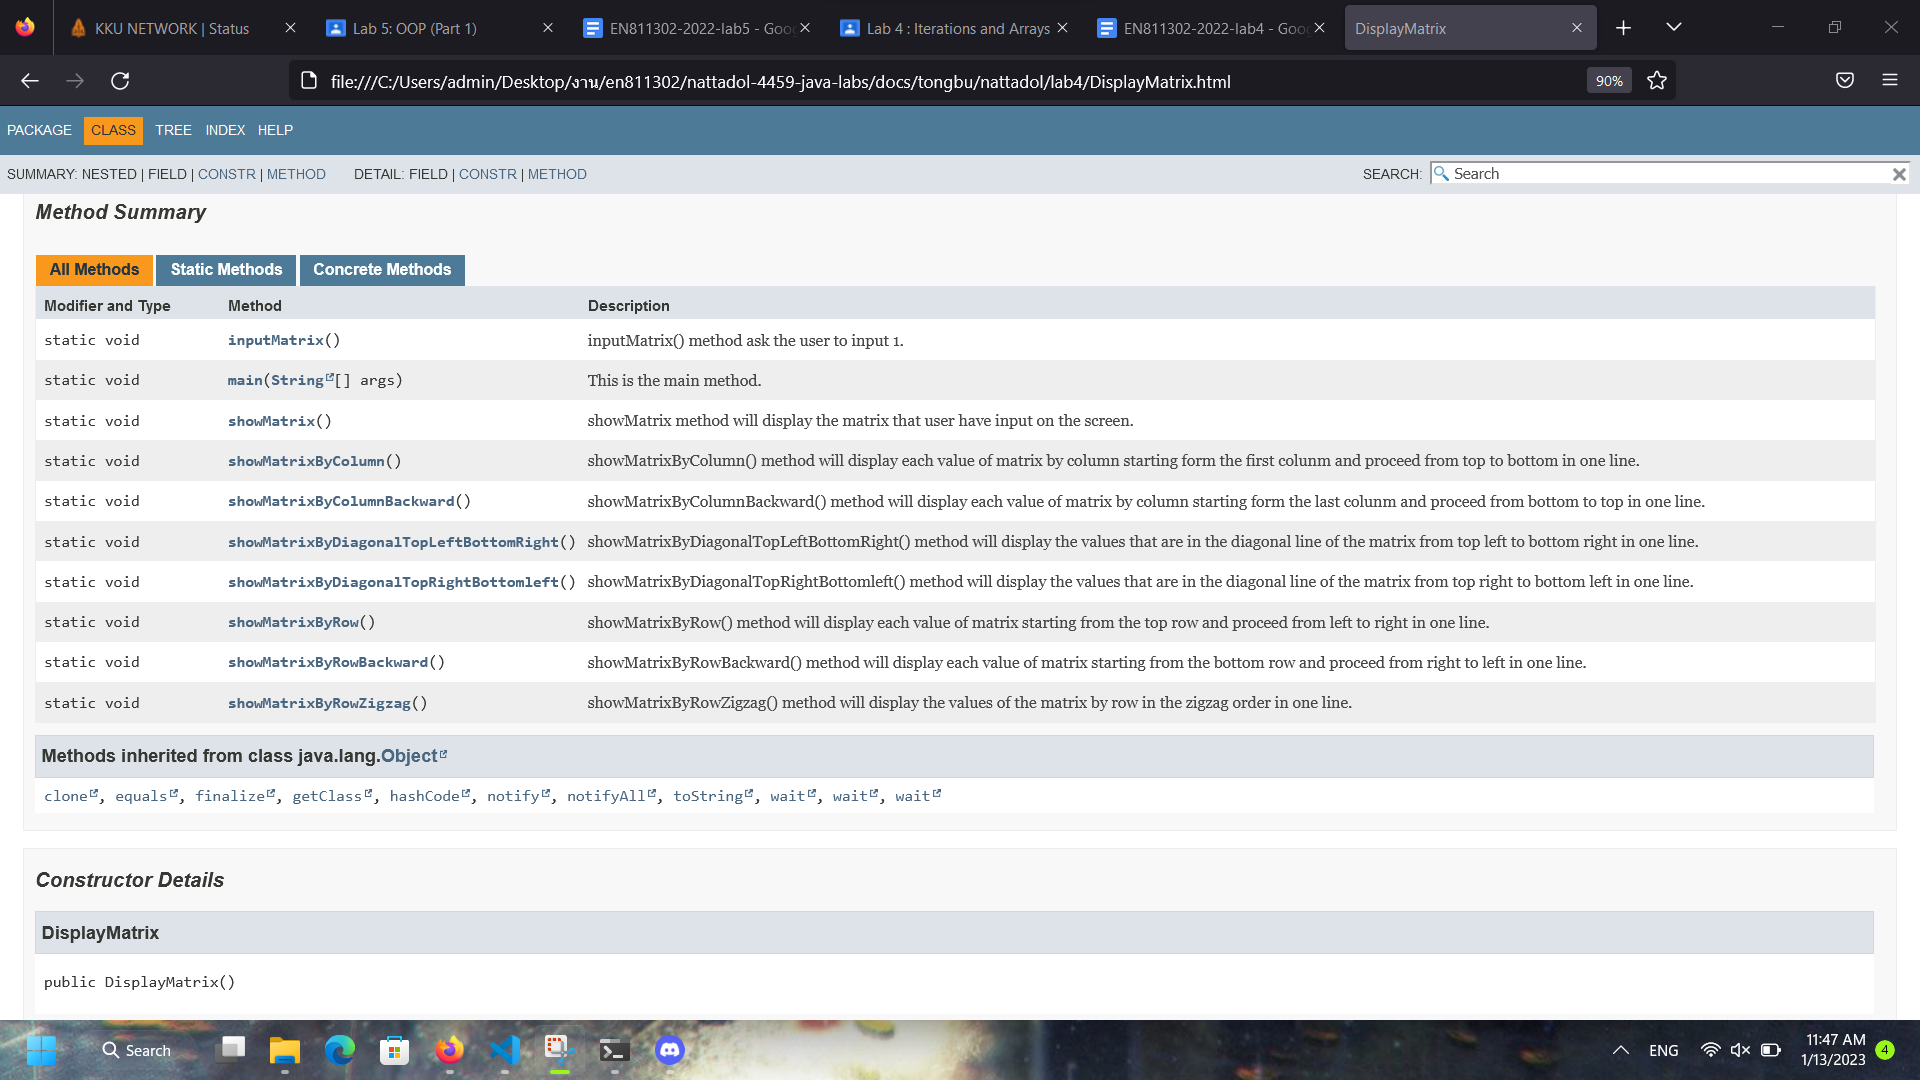 KKU NETWORK | Status
Lab 5: OOP (Part 1)
EN811302-2022-lab5 - Goo
Lab 4 : Iterations and Arrays
EN811302-2022-lab4 - Goo
DisplayMatrix
file:///C:/Users/admin/Desktop/งาน/en811302/nattadol-4459-java-labs/docs/tongbu/nattadol/lab4/DisplayMatrix.html
90%
PACKAGE CLASS TREE INDEX HELP
SUMMARY: NESTED | FIELD | CONSTR | METHOD DETAIL: FIELD | CONSTR | METHOD
SEARCH: Search
Method Summary
All Methods Static Methods Concrete Methods
Modifier and Type Method Description
static void inputMatrix() inputMatrix() method ask the user to input 1.
static void main(String[] args) This is the main method.
static void showMatrix() showMatrix method will display the matrix that user have input on the screen.
static void showMatrixByColumn() showMatrixByColumn() method will display each value of matrix by column starting form the first colunm and proceed from top to bottom in one line.
static void showMatrixByColumnBackward() showMatrixByColumnBackward() method will display each value of matrix by column starting form the last colunm and proceed from bottom to top in one line.
static void showMatrixByDiagonalTopLeftBottomRight() showMatrixByDiagonalTopLeftBottomRight() method will display the values that are in the diagonal line of the matrix from top left to bottom right in one line.
static void showMatrixByDiagonalTopRightBottomleft() showMatrixByDiagonalTopRightBottomleft() method will display the values that are in the diagonal line of the matrix from top right to bottom left in one line.
static void showMatrixByRow() showMatrixByRow() method will display each value of matrix starting from the top row and proceed from left to right in one line.
static void showMatrixByRowBackward() showMatrixByRowBackward() method will display each value of matrix starting from the bottom row and proceed from right to left in one line.
static void showMatrixByRowZigzag() showMatrixByRowZigzag() method will display the values of the matrix by row in the zigzag order in one line.
Methods inherited from class java.lang.Object
clone, equals, finalize, getClass, hashCode, notify, notifyAll, toString, wait, wait, wait
Constructor Details
DisplayMatrix
public DisplayMatrix()
Search
ENG
11:47 AM
1/13/2023
4